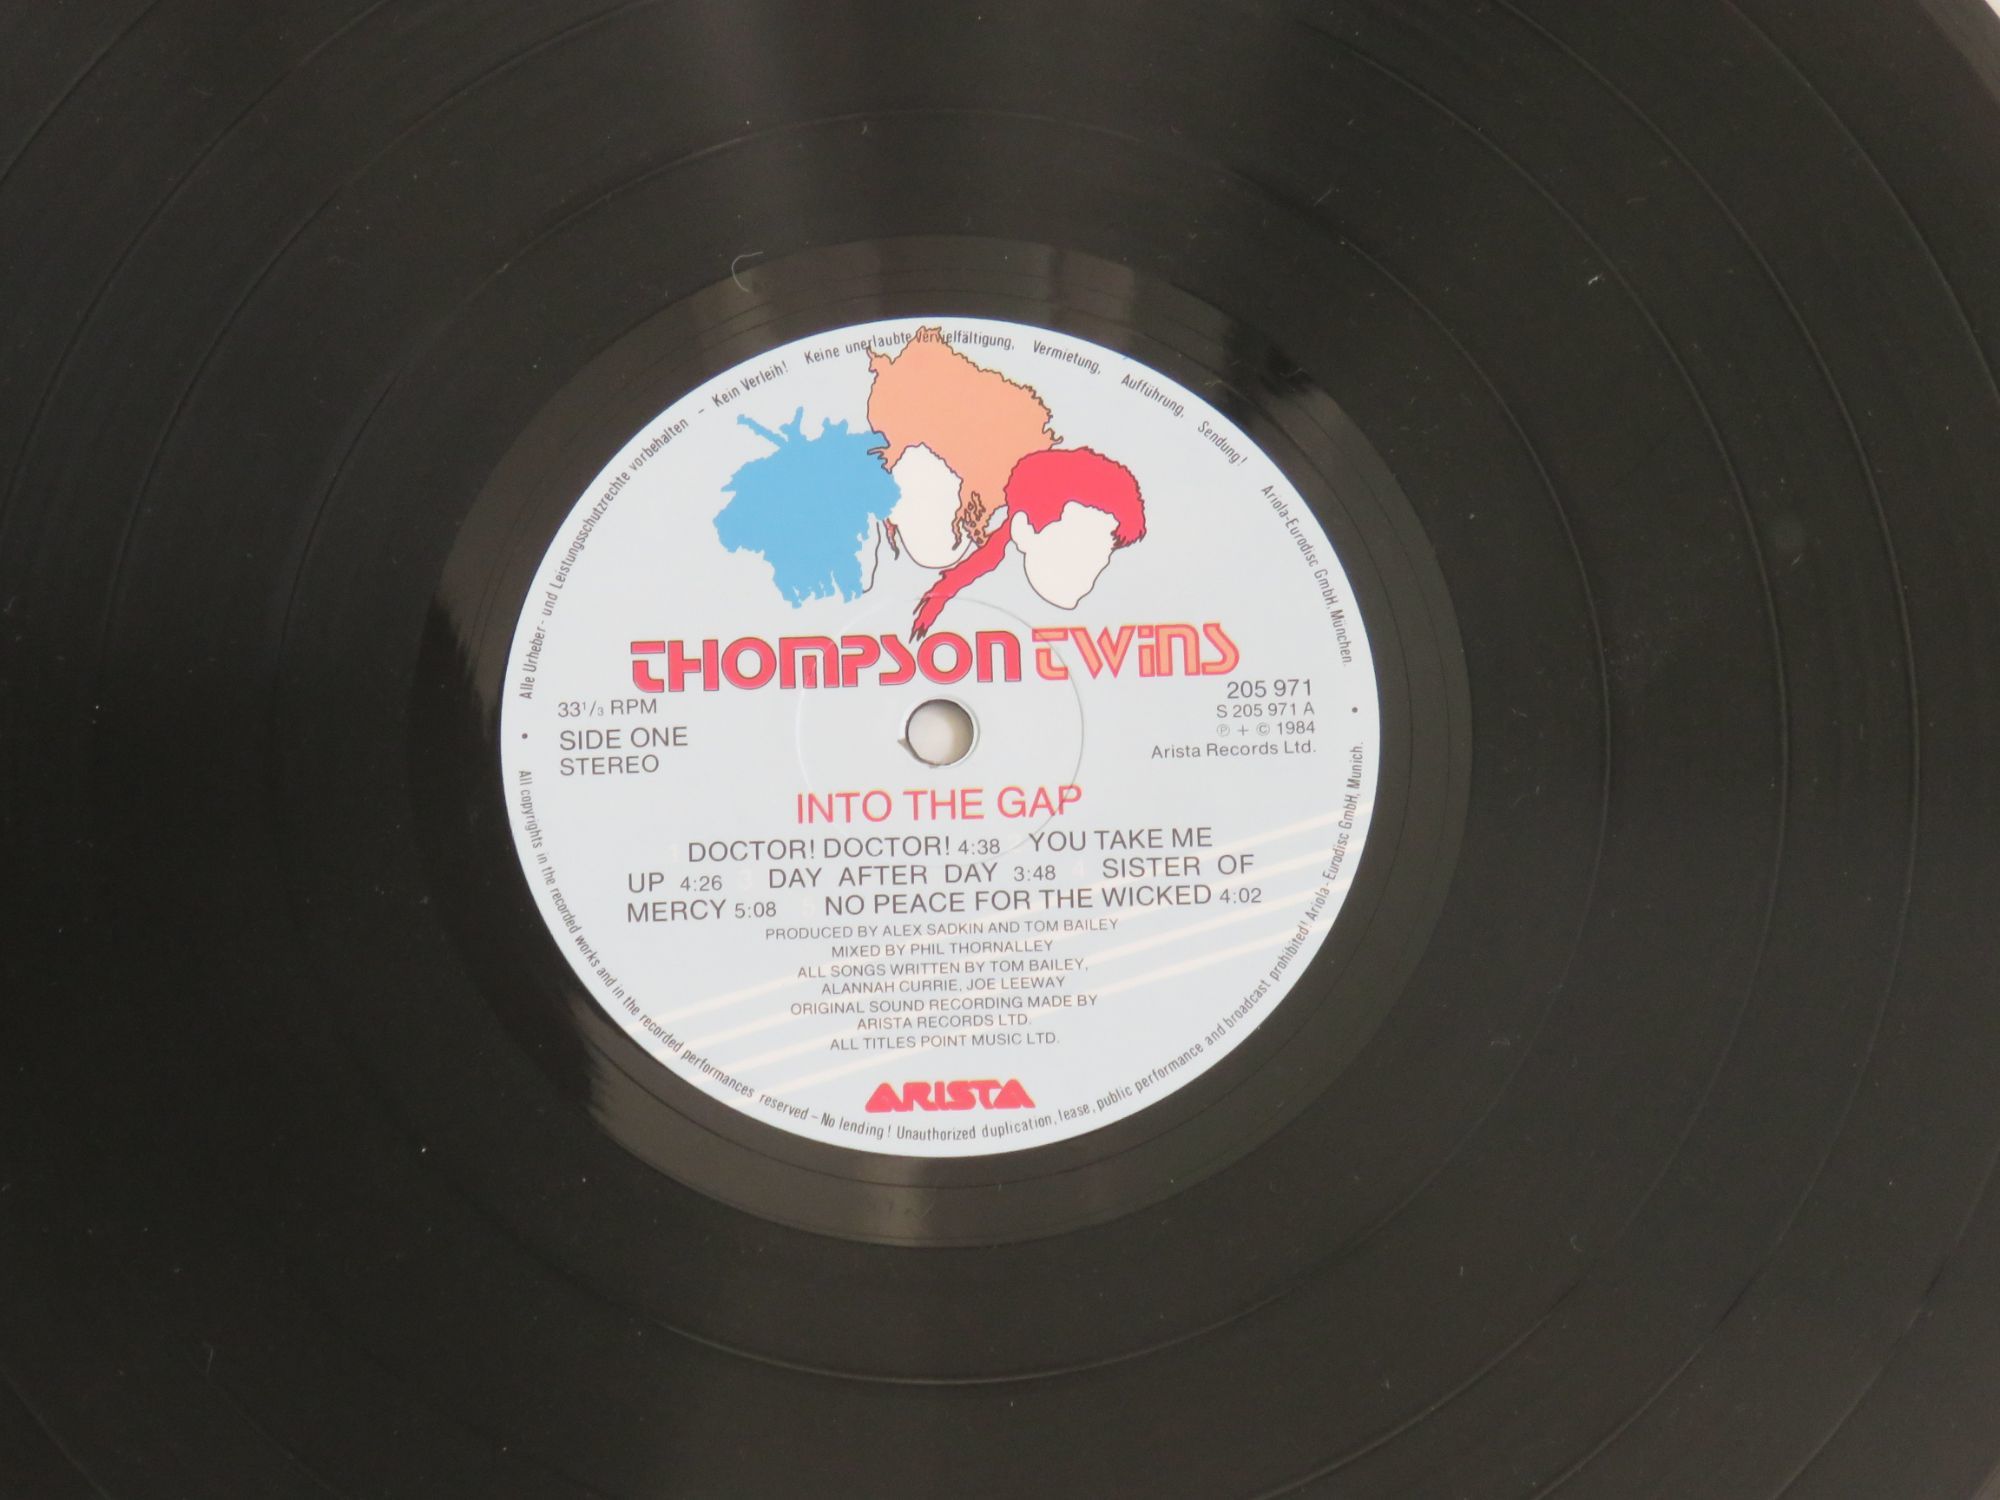 Alle Urheber- und Leistungsschutzrechte vorbehalten – Kein Verleih! Keine unerlaubte Vervielfältigung, Vermietung, Aufführung, Sendung! Ariola-Eurodisc GmbH, München.
THOMPSON TWINS
33 1/3 RPM
SIDE ONE
STEREO
205 971
S 205 971 A
℗ + © 1984
Arista Records Ltd.
INTO THE GAP
1 DOCTOR! DOCTOR! 4:38 YOU TAKE ME
UP 4:26 3 DAY AFTER DAY 3:48 4 SISTER OF
MERCY 5:08 5 NO PEACE FOR THE WICKED 4:02
PRODUCED BY ALEX SADKIN AND TOM BAILEY
MIXED BY PHIL THORNALLEY
ALL SONGS WRITTEN BY TOM BAILEY,
ALANNAH CURRIE, JOE LEEWAY
ORIGINAL SOUND RECORDING MADE BY
ARISTA RECORDS LTD.
ALL TITLES POINT MUSIC LTD.
ARISTA
All copyrights in the recorded works and in the recorded performances reserved – No lending! Unauthorized duplication, lease, public performance and broadcast prohibited! Ariola-Eurodisc GmbH, Munich.